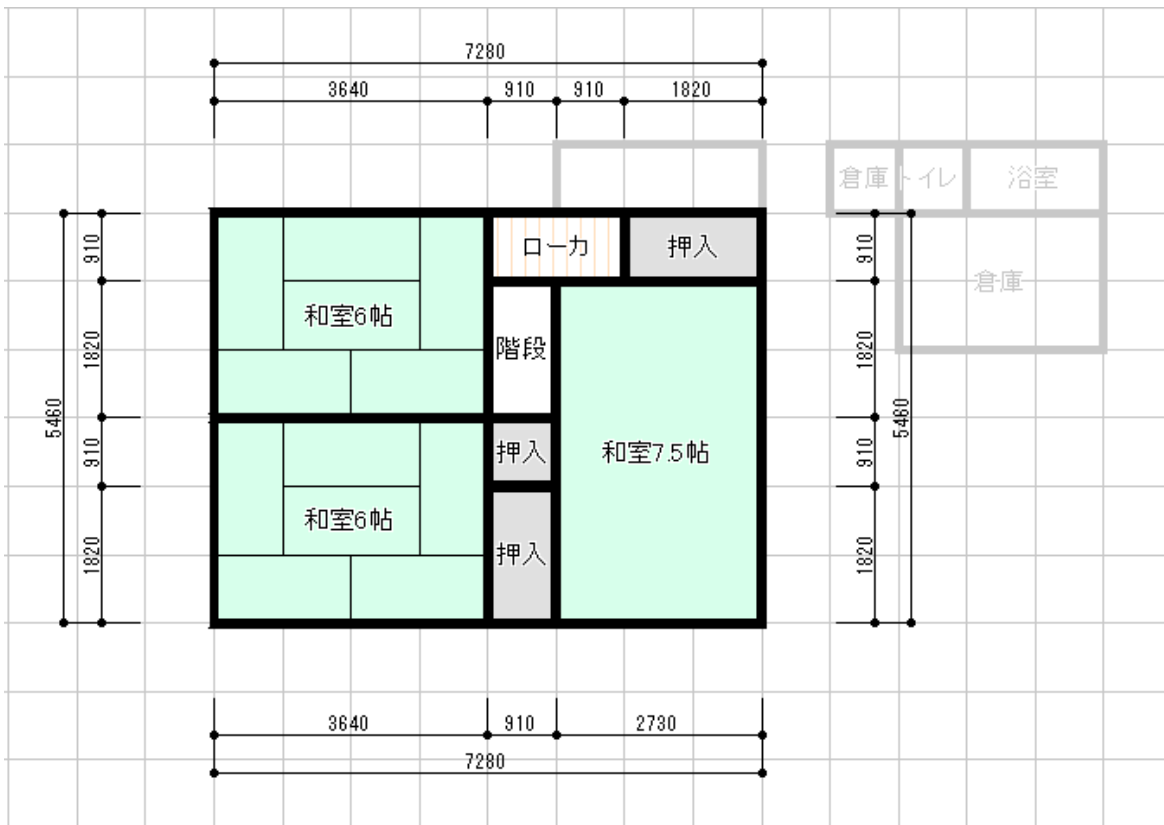 7280
3640 910 910 1820
倉庫 トイレ 浴室
ローカ 押入
910 910
倉庫
和室6帖
階段
1820 1820
5460 5460
押入 和室7.5帖
910 910
和室6帖
押入
1820 1820
3640 910 2730
7280